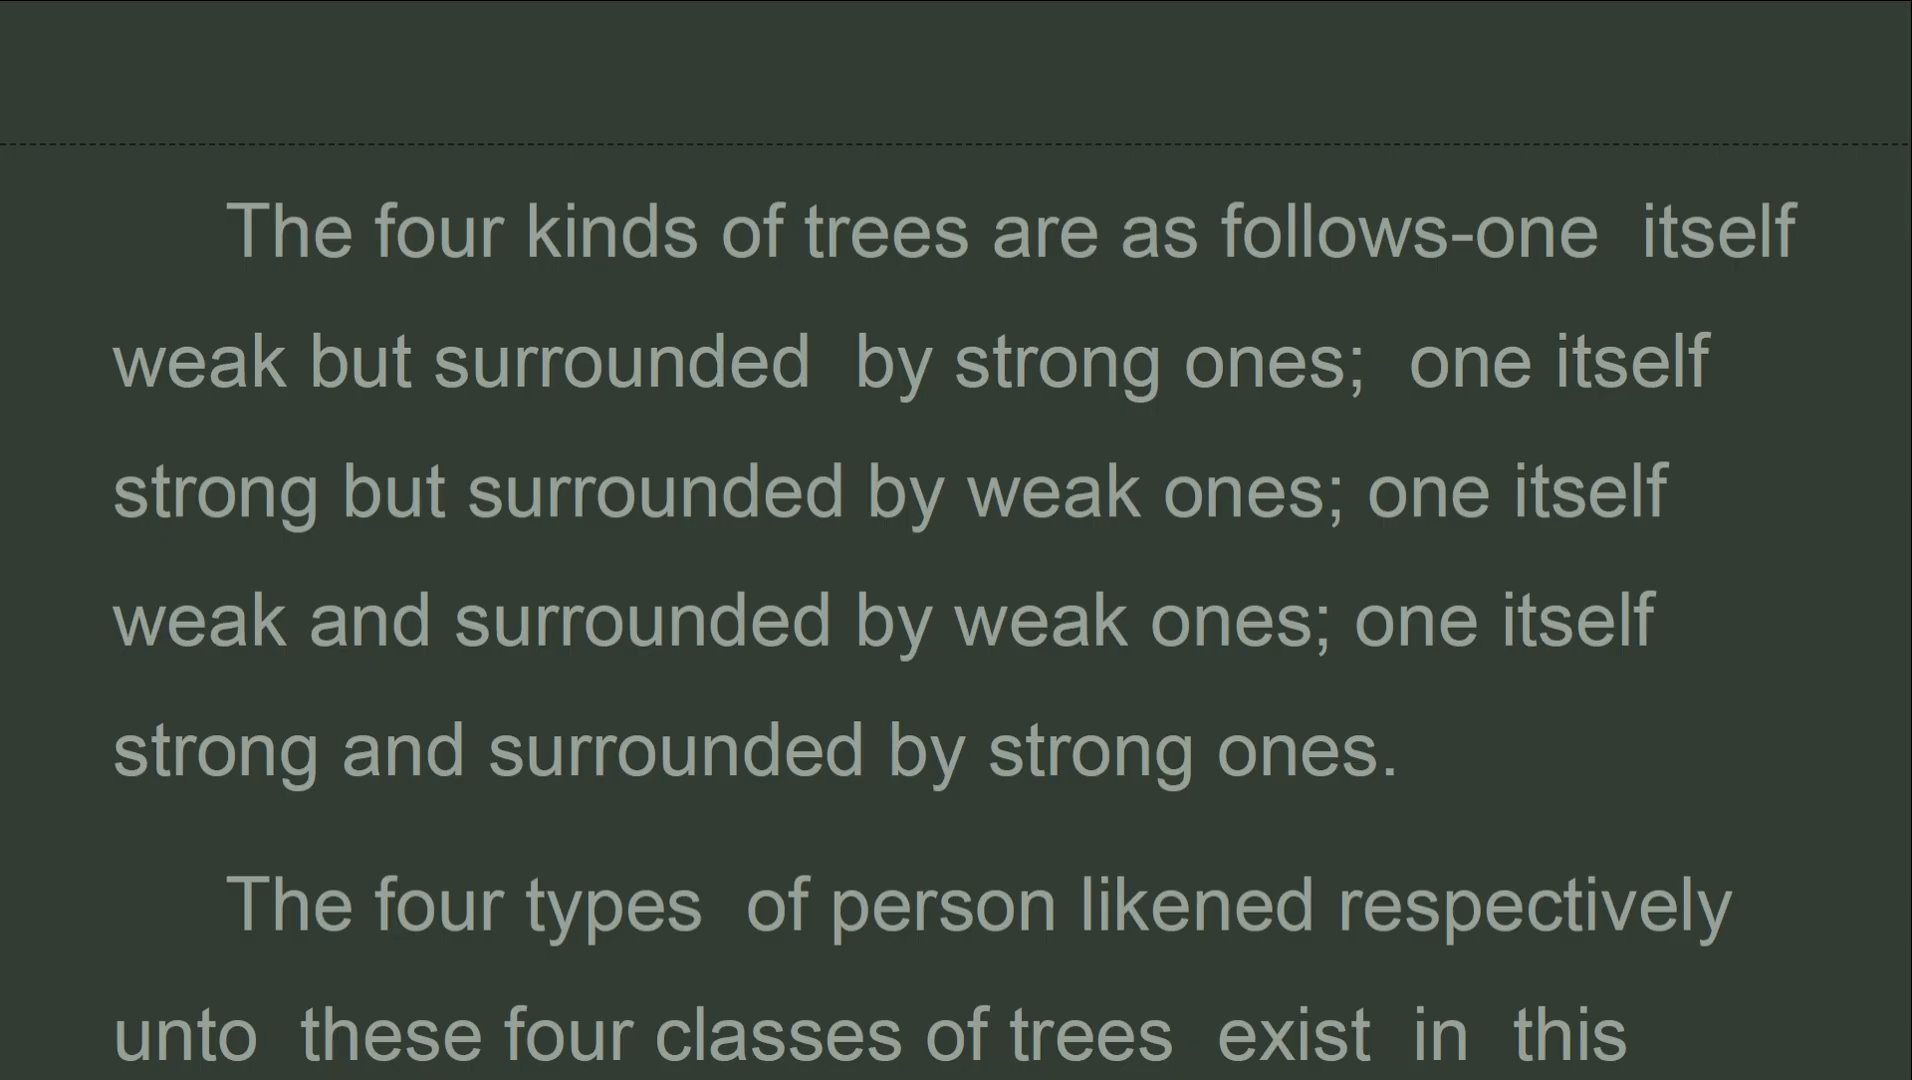 The four kinds of trees are as follows-one  itself
weak but surrounded  by strong ones;  one itself
strong but surrounded by weak ones; one itself
weak and surrounded by weak ones; one itself
strong and surrounded by strong ones.
The four types  of person likened respectively
unto  these four classes of trees  exist  in  this